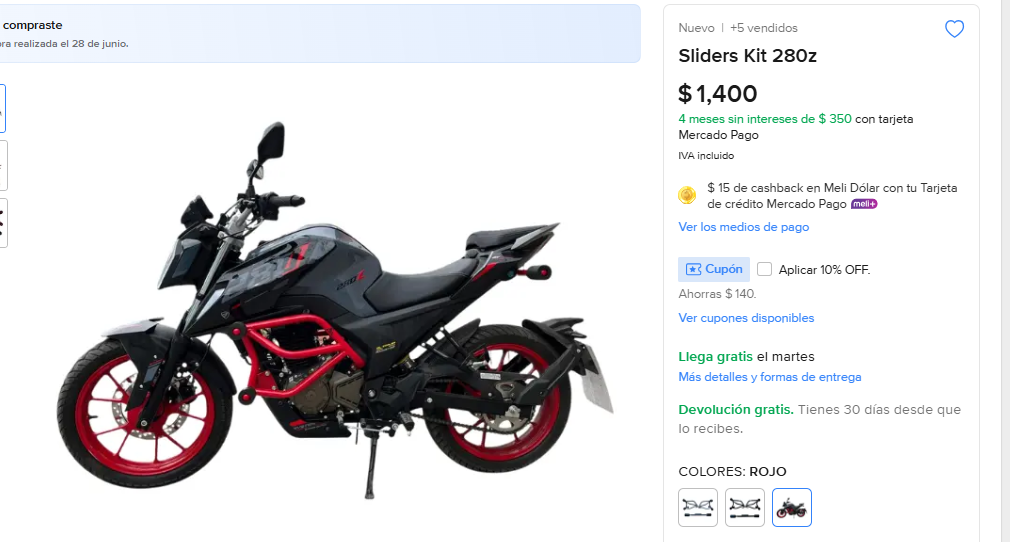 compraste
ra realizada el 28 de junio.
Nuevo | +5 vendidos
Sliders Kit 280z
$ 1,400
4 meses sin intereses de $ 350 con tarjeta
Mercado Pago
IVA incluido
$ 15 de cashback en Meli Dólar con tu Tarjeta
de crédito Mercado Pago meli+
Ver los medios de pago
Cupón Aplicar 10% OFF.
Ahorras $ 140.
Ver cupones disponibles
Llega gratis el martes
Más detalles y formas de entrega
Devolución gratis. Tienes 30 días desde que
lo recibes.
COLORES: ROJO